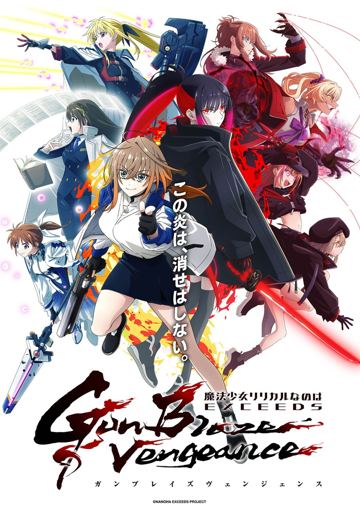 この炎は、消せはしない。
魔法少女リリカルなのは
EXCEEDS
Gun Blaze
Vengeance
ガンブレイズヴェンジェンス
©NANOHA EXCEEDS PROJECT